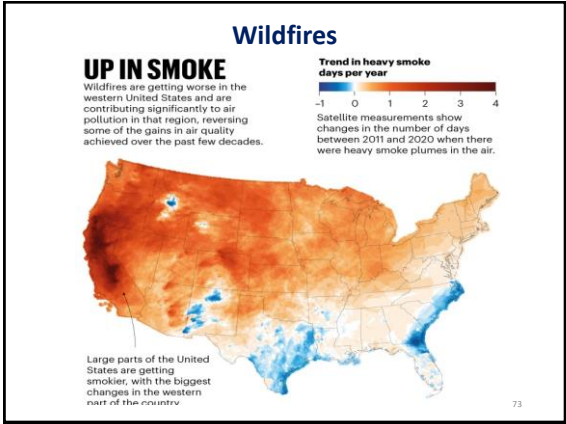 Wildfires
UP IN SMOKE
Wildfires are getting worse in the
western United States and are
contributing significantly to air
pollution in that region, reversing
some of the gains in air quality
achieved over the past few decades.
Trend in heavy smoke
days per year
–1 0 1 2 3 4
Satellite measurements show
changes in the number of days
between 2011 and 2020 when there
were heavy smoke plumes in the air.
Large parts of the United
States are getting
smokier, with the biggest
changes in the western
part of the country
73